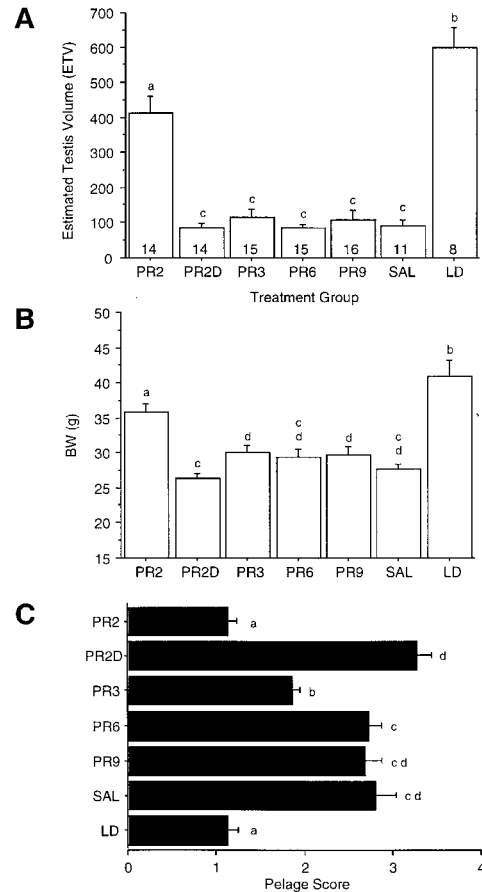 A
Estimated Testis Volume (ETV)
700
600
500
400
300
200
100
0
a
c
c
c
c
c
b
14
14
15
15
16
11
8
PR2
PR2D
PR3
PR6
PR9
SAL
LD
Treatment Group
B
BW (g)
50
45
40
35
30
25
20
15
a
c
d
c
d
d
c
d
b
PR2
PR2D
PR3
PR6
PR9
SAL
LD
C
PR2
a
PR2D
d
PR3
b
PR6
c
PR9
c d
SAL
c d
LD
a
0
1
2
3
4
Pelage Score